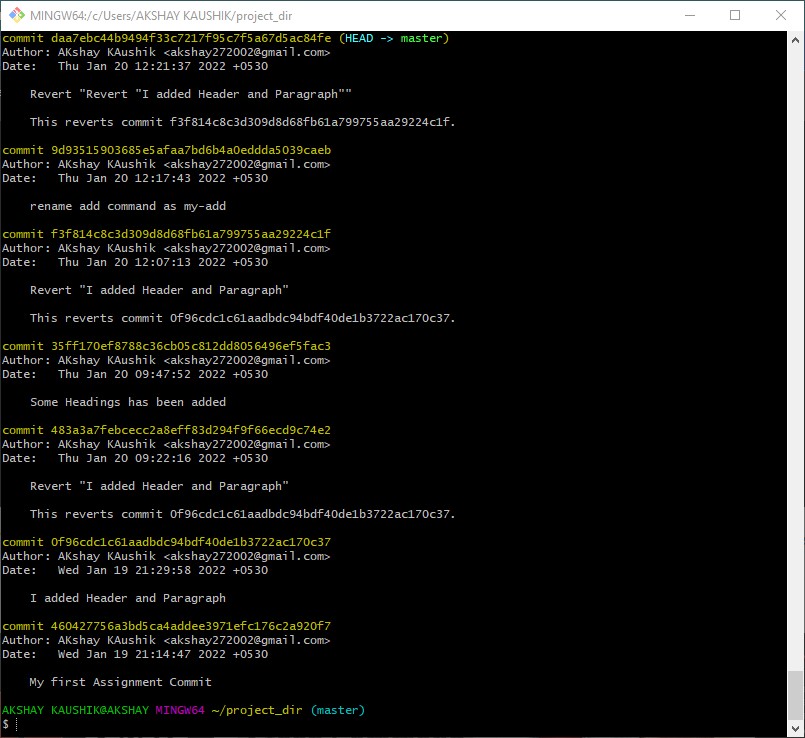 MINGW64:/c/Users/AKSHAY KAUSHIK/project_dir
commit daa7ebc44b9494f33c7217f95c7f5a67d5ac84fe (HEAD -> master)
Author: AKshay KAushik <akshay272002@gmail.com>
Date:   Thu Jan 20 12:21:37 2022 +0530
Revert "Revert "I added Header and Paragraph""
This reverts commit f3f814c8c3d309d8d68fb61a799755aa29224c1f.
commit 9d93515903685e5afaa7bd6b4a0eddda5039caeb
Author: AKshay KAushik <akshay272002@gmail.com>
Date:   Thu Jan 20 12:17:43 2022 +0530
rename add command as my-add
commit f3f814c8c3d309d8d68fb61a799755aa29224c1f
Author: AKshay KAushik <akshay272002@gmail.com>
Date:   Thu Jan 20 12:07:13 2022 +0530
Revert "I added Header and Paragraph"
This reverts commit 0f96cdc1c61aadbdc94bdf40de1b3722ac170c37.
commit 35ff170ef8788c36cb05c812dd8056496ef5fac3
Author: AKshay KAushik <akshay272002@gmail.com>
Date:   Thu Jan 20 09:47:52 2022 +0530
Some Headings has been added
commit 483a3a7febcecc2a8eff83d294f9f66ecd9c74e2
Author: AKshay KAushik <akshay272002@gmail.com>
Date:   Thu Jan 20 09:22:16 2022 +0530
Revert "I added Header and Paragraph"
This reverts commit 0f96cdc1c61aadbdc94bdf40de1b3722ac170c37.
commit 0f96cdc1c61aadbdc94bdf40de1b3722ac170c37
Author: AKshay KAushik <akshay272002@gmail.com>
Date:   Wed Jan 19 21:29:58 2022 +0530
I added Header and Paragraph
commit 460427756a3bd5ca4addee3971efc176c2a920f7
Author: AKshay KAushik <akshay272002@gmail.com>
Date:   Wed Jan 19 21:14:47 2022 +0530
My first Assignment Commit
AKSHAY KAUSHIK@AKSHAY MINGW64 ~/project_dir (master)
$